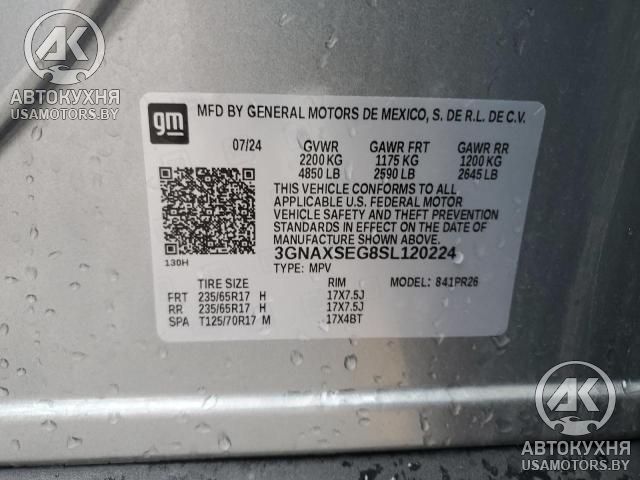 AK
АВТОКУХНЯ
USAMOTORS.BY
gm
MFD BY GENERAL MOTORS DE MEXICO, S. DE R.L. DE C.V.
07/24 GVWR GAWR FRT GAWR RR
2200 KG 1175 KG 1200 KG
4850 LB 2590 LB 2645 LB
THIS VEHICLE CONFORMS TO ALL
APPLICABLE U.S. FEDERAL MOTOR
VEHICLE SAFETY AND THEFT PREVENTION
STANDARDS IN EFFECT ON THE DATE OF
MANUFACTURE SHOWN ABOVE.
3GNAXSEG8SL120224
130H
TYPE: MPV
TIRE SIZE RIM MODEL: 841PR26
FRT 235/65R17 H 17X7.5J
RR 235/65R17 H 17X7.5J
SPA T125/70R17 M 17X4BT
AK
АВТОКУХНЯ
USAMOTORS.BY